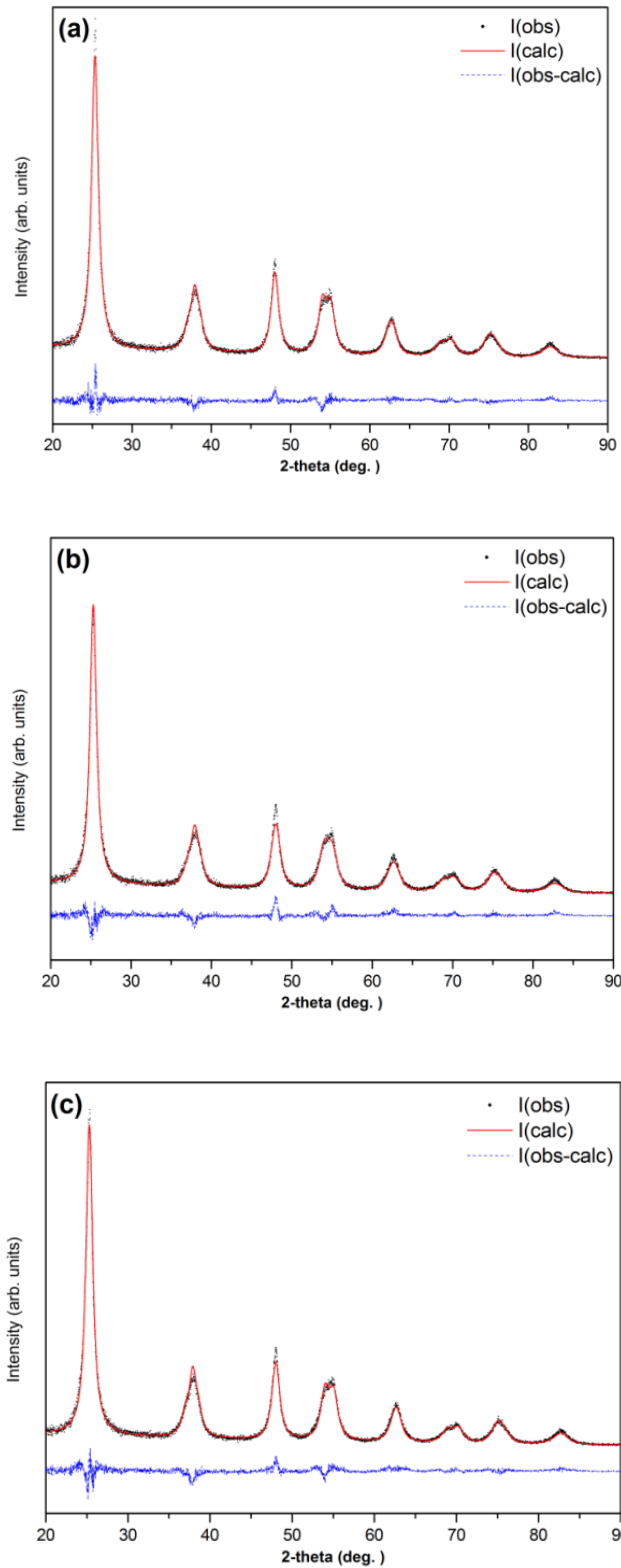 (a)
I(obs)
I(calc)
I(obs-calc)
Intensity (arb. units)
20 30 40 50 60 70 80 90
2-theta (deg. )
(b)
I(obs)
I(calc)
I(obs-calc)
Intensity (arb. units)
20 30 40 50 60 70 80 90
2-theta (deg. )
(c)
I(obs)
I(calc)
I(obs-calc)
Intensity (arb. units)
20 30 40 50 60 70 80 90
2-theta (deg. )